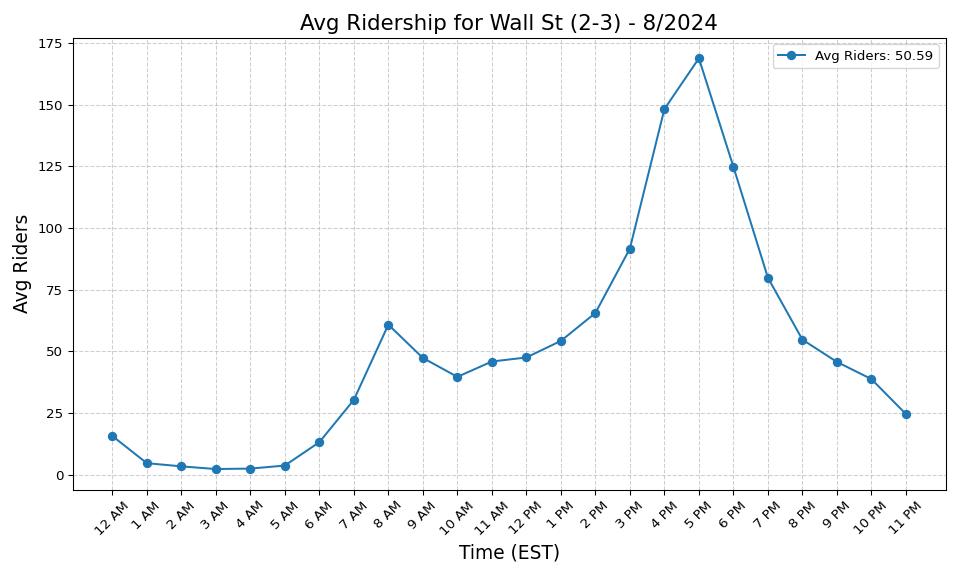 Avg Ridership for Wall St (2-3) - 8/2024
Avg Riders: 50.59
Avg Riders
175
150
125
100
75
50
25
0
12 AM
1 AM
2 AM
3 AM
4 AM
5 AM
6 AM
7 AM
8 AM
9 AM
10 AM
11 AM
12 PM
1 PM
2 PM
3 PM
4 PM
5 PM
6 PM
7 PM
8 PM
9 PM
10 PM
11 PM
Time (EST)